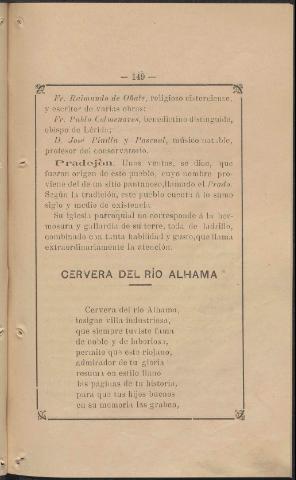 — 149 —
Fr. Raimundo de Oñate, religioso cisterciense,
y escritor de varias obras;
Fr. Pablo Colmenares, benedictino distinguido,
obispo de Lérida;
D. José Pinilla y Pascual, músico notable,
profesor del conservatorio.
Pradejón. Unas ventas, se dice, que
fueron origen de este pueblo, cuyo nombre pro-
viene del de un sitio pantanoso, llamado el Prado.
Según la tradición, este pueblo cuenta á lo sumo
siglo y medio de existencia.
Su iglesia parroquial no corresponde á la her-
mosura y gallardía de su torre, toda de ladrillo,
combinado con tanta habilidad y gusto, que llama
extraordinariamente la atención.
CERVERA DEL RÍO ALHAMA
Cervera del río Alhama,
insigne villa industriosa,
que siempre tuviste fama
de noble y de laboriosa,
permite que este riojano,
admirador de tu gloria
resuma en estilo llano
las páginas de tu historia,
para que tus hijos buenos
en su memoria las graben,